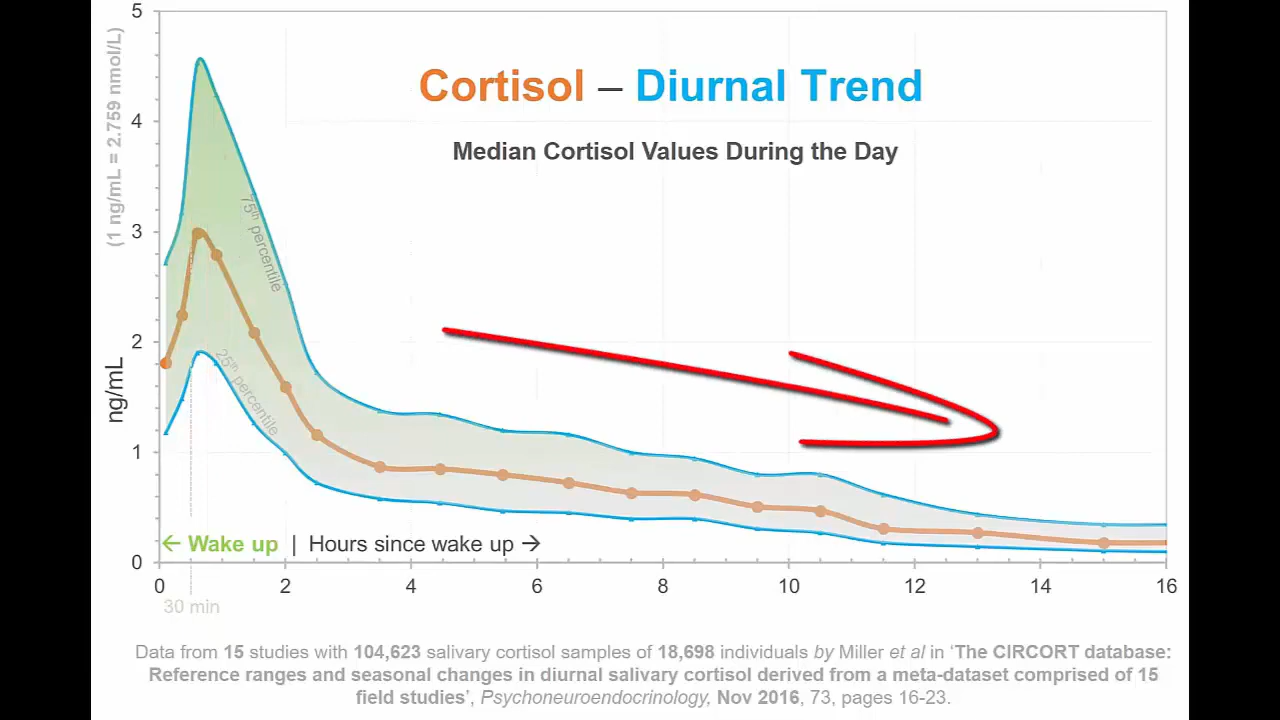 Cortisol – Diurnal Trend
Median Cortisol Values During the Day
(1 ng/mL = 2.759 nmol/L)
ng/mL
5
4
3
2
1
0
75th percentile
25th percentile
← Wake up | Hours since wake up →
0 2 4 6 8 10 12 14 16
30 min
Data from 15 studies with 104,623 salivary cortisol samples of 18,698 individuals by Miller et al in ‘The CIRCORT database:
Reference ranges and seasonal changes in diurnal salivary cortisol derived from a meta-dataset comprised of 15
field studies’, Psychoneuroendocrinology, Nov 2016, 73, pages 16-23.